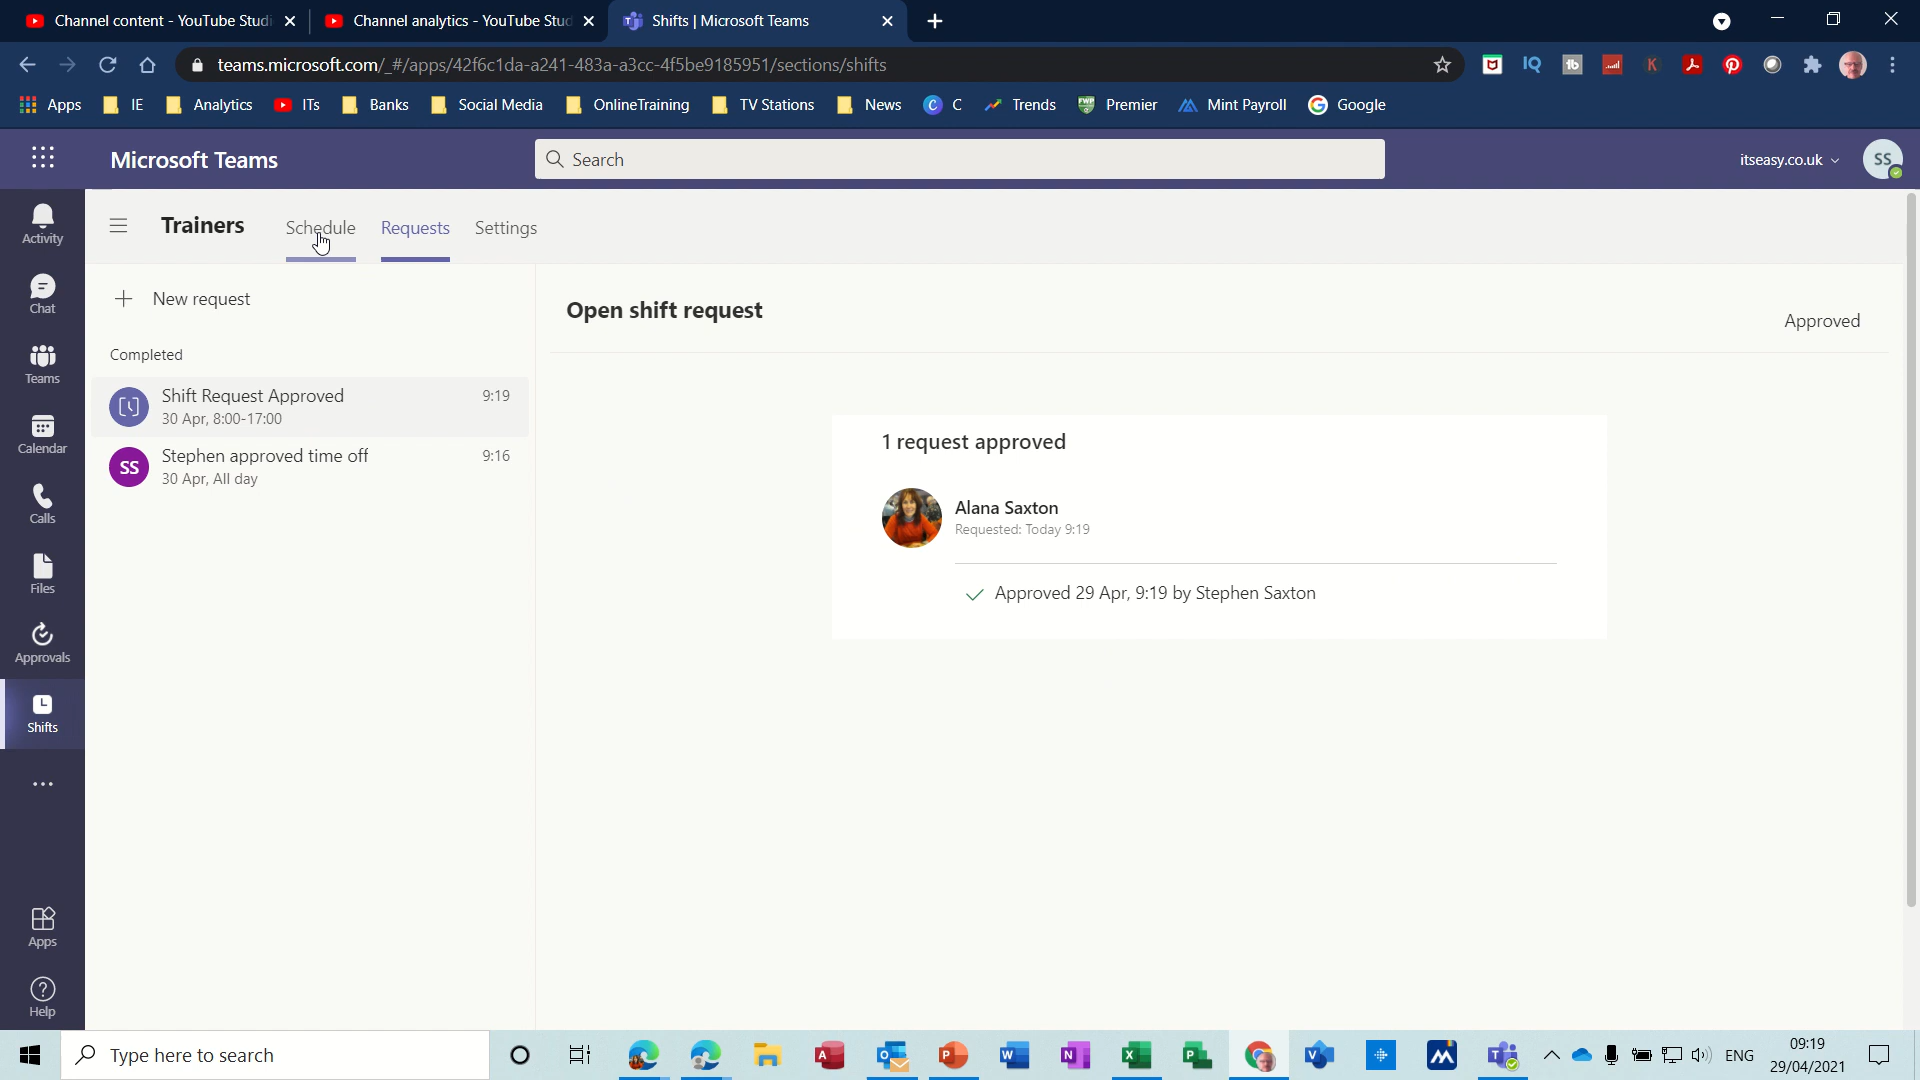 Channel content - YouTube Studi
Channel analytics - YouTube Stud
Shifts | Microsoft Teams
teams.microsoft.com/_#/apps/42f6c1da-a241-483a-a3cc-4f5be9185951/sections/shifts
Apps IE Analytics ITs Banks Social Media OnlineTraining TV Stations News C Trends Premier Mint Payroll Google
Microsoft Teams
Search
itseasy.co.uk
SS
Activity
Chat
Teams
Calendar
Calls
Files
Approvals
Shifts
Apps
Help
Trainers Schedule Requests Settings
New request
Completed
Shift Request Approved 9:19
30 Apr, 8:00-17:00
SS
Stephen approved time off 9:16
30 Apr, All day
Open shift request
Approved
1 request approved
Alana Saxton
Requested: Today 9:19
Approved 29 Apr, 9:19 by Stephen Saxton
Type here to search
ENG
09:19
29/04/2021